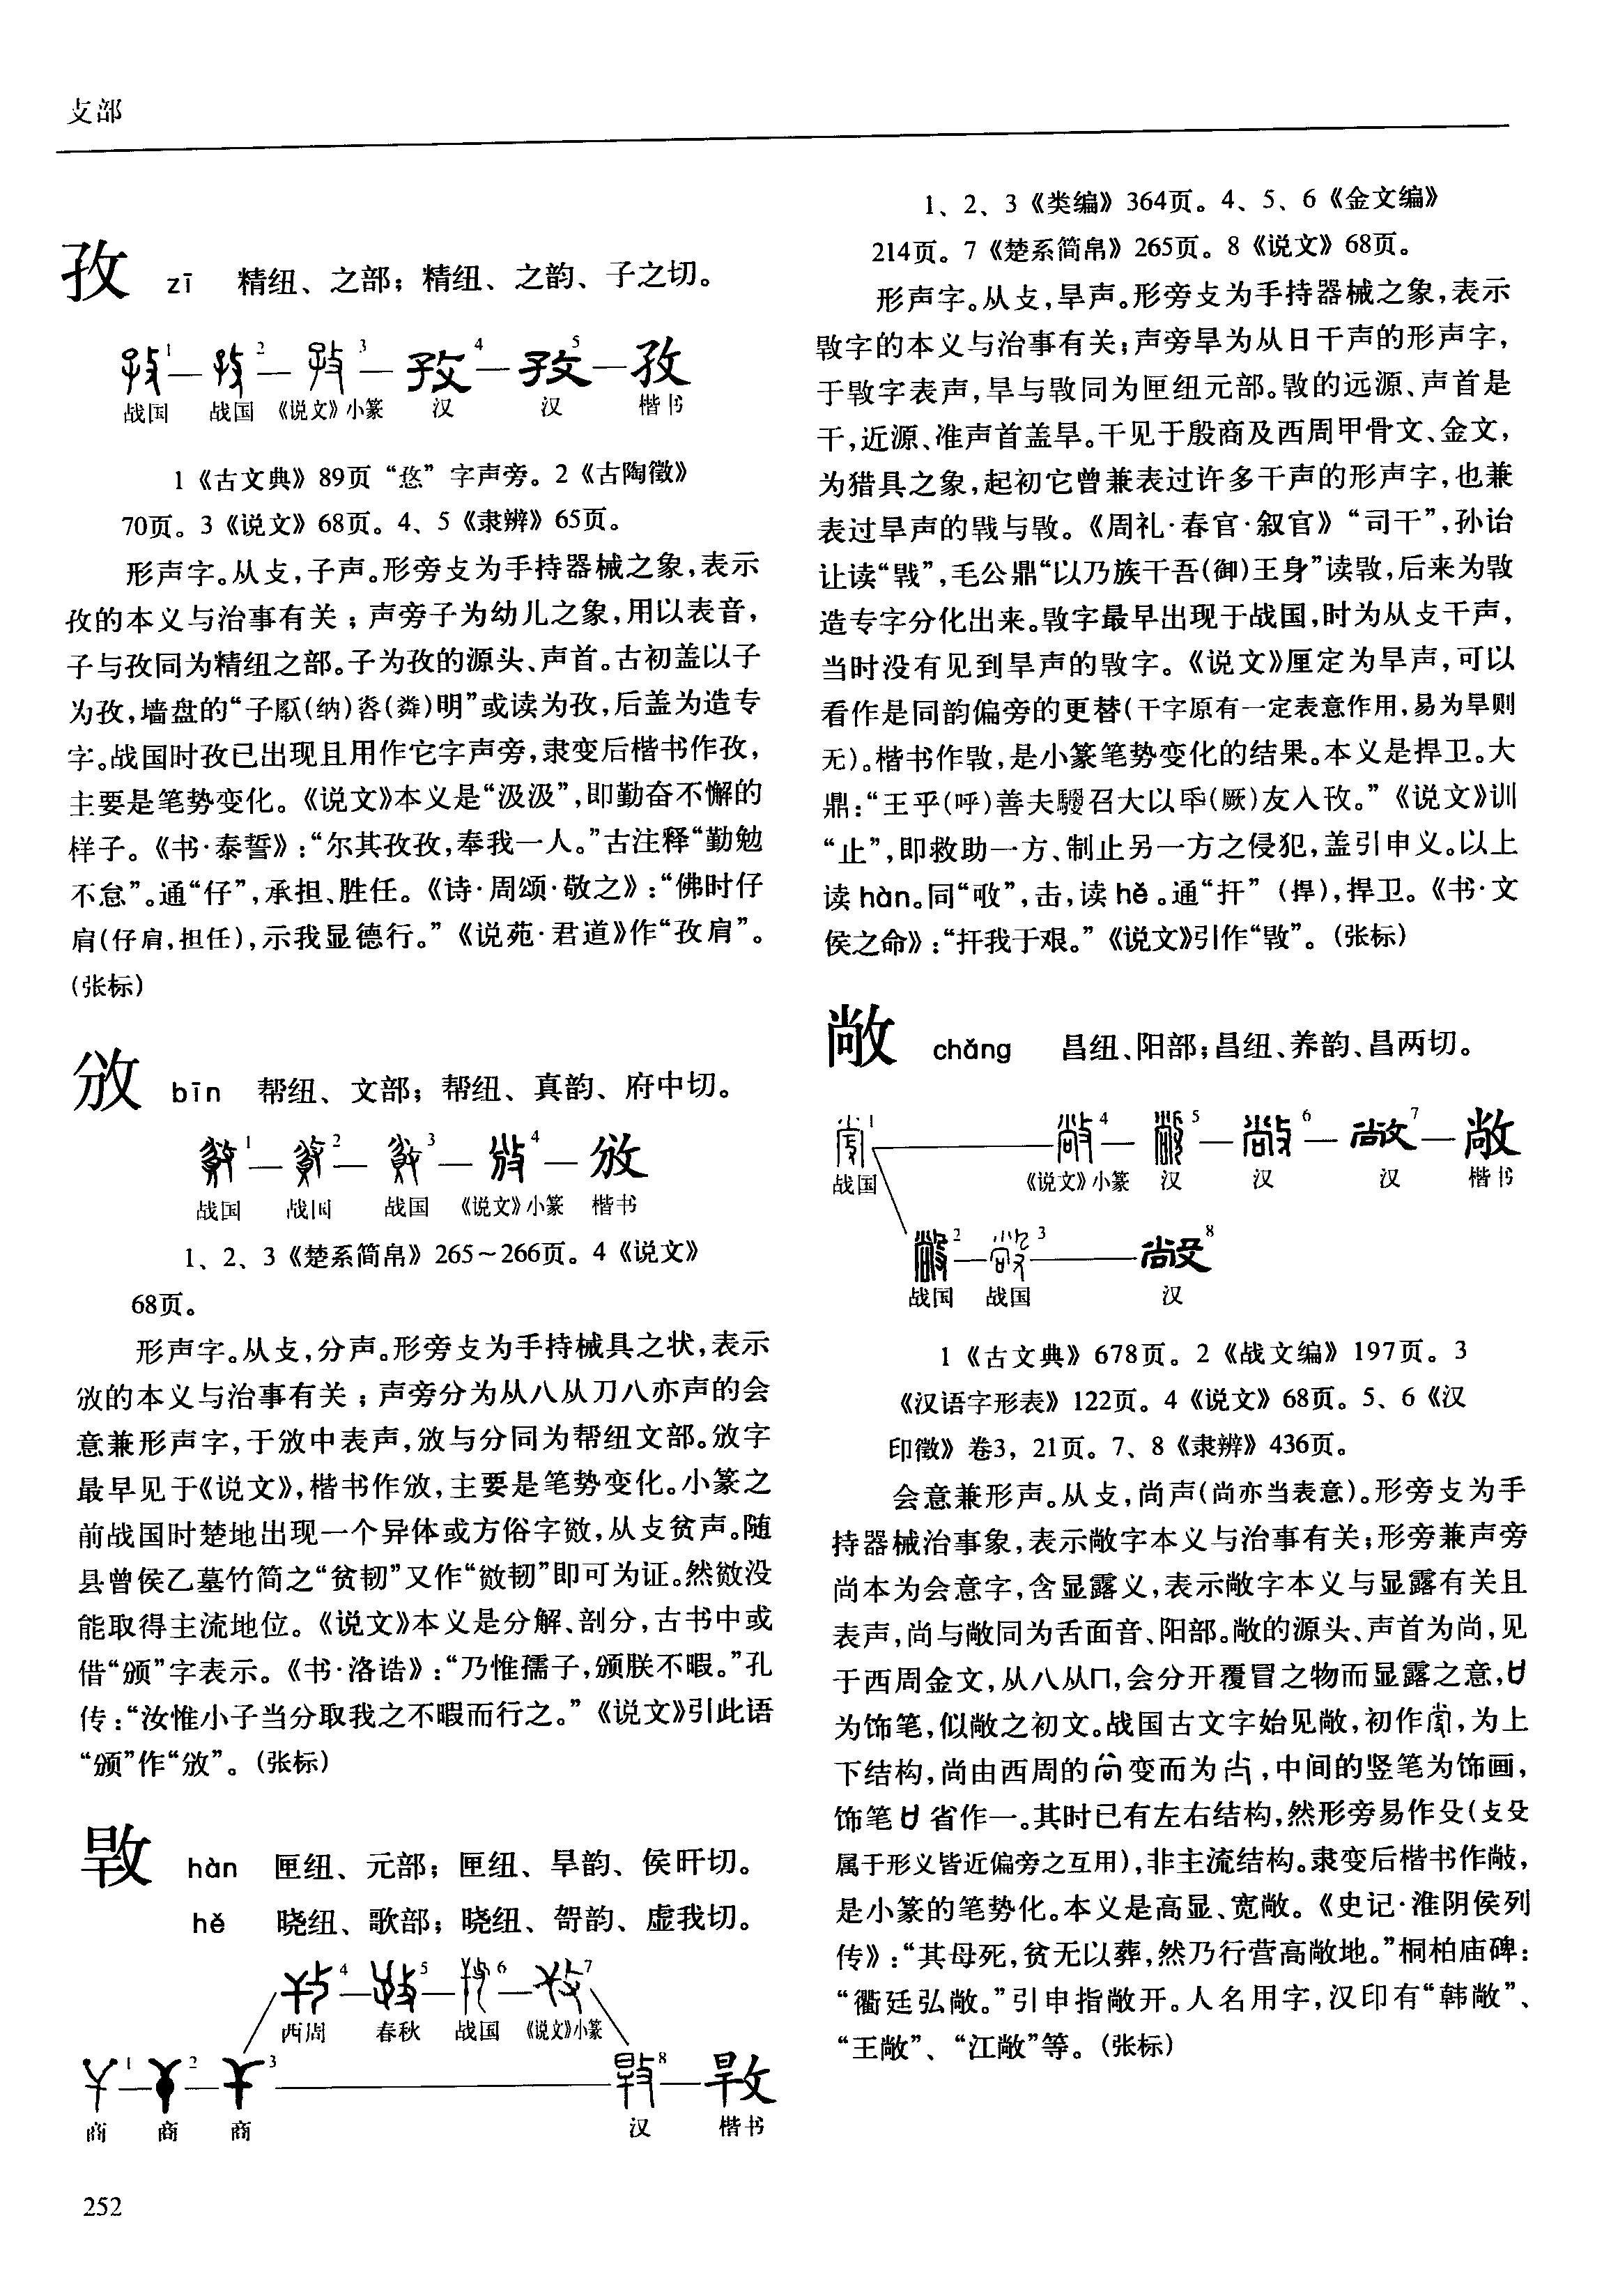 攴部
孜 zī 精纽、之部；精纽、之韵、子之切。
1 2 3 4 5 孜
战国 战国 《说文》小篆 汉 汉 楷书
1《古文典》89页“㤅”字声旁。2《古陶徵》
70页。3《说文》68页。4、5《隶辨》65页。
形声字。从攴，子声。形旁攴为手持器械之象，表示
孜的本义与治事有关；声旁子为幼儿之象，用以表音，
子与孜同为精纽之部。子为孜的源头、声首。古初盖以子
为孜，墙盘的“子㕟(纳)㳫(粦)明”或读为孜，后盖为造专
字。战国时孜已出现且用作它字声旁，隶变后楷书作孜，
主要是笔势变化。《说文》本义是“汲汲”，即勤奋不懈的
样子。《书·泰誓》：“尔其孜孜，奉我一人。”古注释“勤勉
不怠”。通“仔”，承担、胜任。《诗·周颂·敬之》：“佛时仔
肩(仔肩，担任)，示我显德行。”《说苑·君道》作“孜肩”。
(张标)
攽 bīn 帮纽、文部；帮纽、真韵、府巾切。
1 2 3 4 攽
战国 战国 战国 《说文》小篆 楷书
1、2、3《楚系简帛》265～266页。4《说文》
68页。
形声字。从攴，分声。形旁攴为手持械具之状，表示
攽的本义与治事有关；声旁分为从八从刀八亦声的会
意兼形声字，于攽中表声，攽与分同为帮纽文部。攽字
最早见于《说文》，楷书作攽，主要是笔势变化。小篆之
前战国时楚地出现一个异体或方俗字，从攴贫声。随
县曾侯乙墓竹简之“贫韧”又作“韧”即可为证。然没
能取得主流地位。《说文》本义是分解、剖分，古书中或
借“颁”字表示。《书·洛诰》：“乃惟孺子，颁朕不暇。”孔
传：“汝惟小子当分取我之不暇而行之。”《说文》引此语
“颁”作“攽”。(张标)
敤 hàn 匣纽、元部；匣纽、旱韵、侯旰切。
hě 晓纽、歌部；晓纽、哿韵、虚我切。
4 5 6 7
西周 春秋 战国 《说文》小篆
1 2 3 8
商 商 商 汉 楷书
252
1、2、3《类编》364页。4、5、6《金文编》
214页。7《楚系简帛》265页。8《说文》68页。
形声字。从攴，旱声。形旁攴为手持器械之象，表示
字的本义与治事有关；声旁旱为从日干声的形声字，
于字表声，旱与同为匣纽元部。的远源、声首是
干，近源、准声首盖旱。干见于殷商及西周甲骨文、金文，
为猎具之象，起初它曾兼表过许多干声的形声字，也兼
表过旱声的戟与。《周礼·春官·叙官》“司干”，孙诒
让读“”，毛公鼎“以乃族干吾(御)王身”读，后来为
造专字分化出来。字最早出现于战国，时为从攴干声，
当时没有见到旱声的字。《说文》厘定为旱声，可以
看作是同韵偏旁的更替(干字原有一定表意作用，易为旱则
无)。楷书作，是小篆笔势变化的结果。本义是捍卫。大
鼎：“王乎(呼)善夫召大以氒(厥)友入攼。”《说文》训
“止”，即救助一方、制止另一方之侵犯，盖引申义。以上
读hàn。同“㪃”，击，读hě。通“扞”(捍)，捍卫。《书·文
侯之命》：“扞我于艰。”《说文》引作“”。(张标)
敞 chǎng 昌纽、阳部；昌纽、养韵、昌两切。
1 4 5 6 7 敞
战国 《说文》小篆 汉 汉 汉 楷书
2 3 8
战国 战国 汉
1《古文典》678页。2《战文编》197页。3
《汉语字形表》122页。4《说文》68页。5、6《汉
印徵》卷3，21页。7、8《隶辨》436页。
会意兼形声。从攴，尚声(尚亦当表意)。形旁攴为手
持器械治事象，表示敞字本义与治事有关；形旁兼声旁
尚本为会意字，含显露义，表示敞字本义与显露有关且
表声，尚与敞同为舌面音、阳部。敞的源头、声首为尚，见
于西周金文，从八从冂，会分开覆冒之物而显露之意，
为饰笔，似敞之初文。战国古文字始见敞，初作，为上
下结构，尚由西周的变而为，中间的竖笔为饰画，
饰笔省作一。其时已有左右结构，然形旁易作殳(攴殳
属于形义皆近偏旁之互用)，非主流结构。隶变后楷书作敞，
是小篆的笔势化。本义是高显、宽敞。《史记·淮阴侯列
传》：“其母死，贫无以葬，然乃行营高敞地。”桐柏庙碑：
“衢廷弘敞。”引申指敞开。人名用字，汉印有“韩敞”、
“王敞”、“江敞”等。(张标)